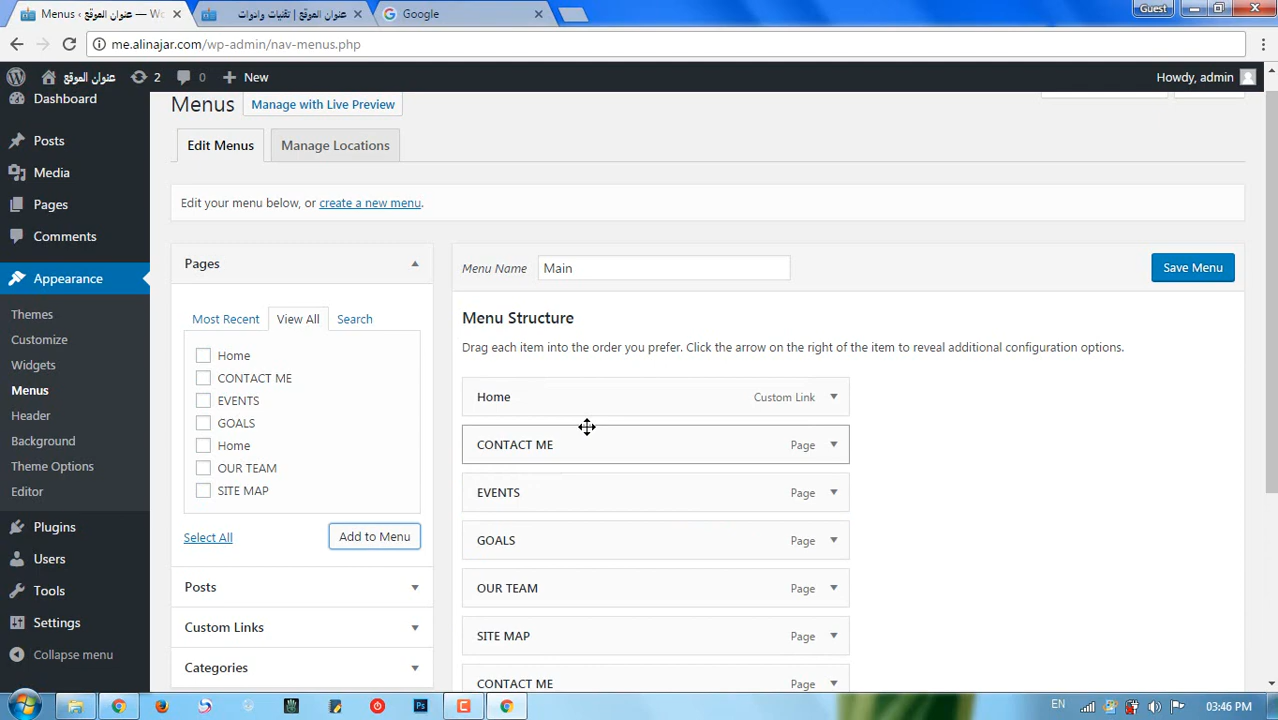 Menus ‹ عنوان الموقع — Wo
عنوان الموقع | تقنيات وادوات
Google
Guest
me.alinajar.com/wp-admin/nav-menus.php
عنوان الموقع
2
0
New
Howdy, admin
Dashboard
Posts
Media
Pages
Comments
Appearance
Themes
Customize
Widgets
Menus
Header
Background
Theme Options
Editor
Plugins
Users
Tools
Settings
Collapse menu
Menus
Manage with Live Preview
Edit Menus
Manage Locations
Edit your menu below, or create a new menu.
Pages
Most Recent
View All
Search
Home
CONTACT ME
EVENTS
GOALS
Home
OUR TEAM
SITE MAP
Select All
Add to Menu
Posts
Custom Links
Categories
Menu Name
Main
Save Menu
Menu Structure
Drag each item into the order you prefer. Click the arrow on the right of the item to reveal additional configuration options.
Home Custom Link
CONTACT ME Page
EVENTS Page
GOALS Page
OUR TEAM Page
SITE MAP Page
CONTACT ME Page
Ps
EN
03:46 PM